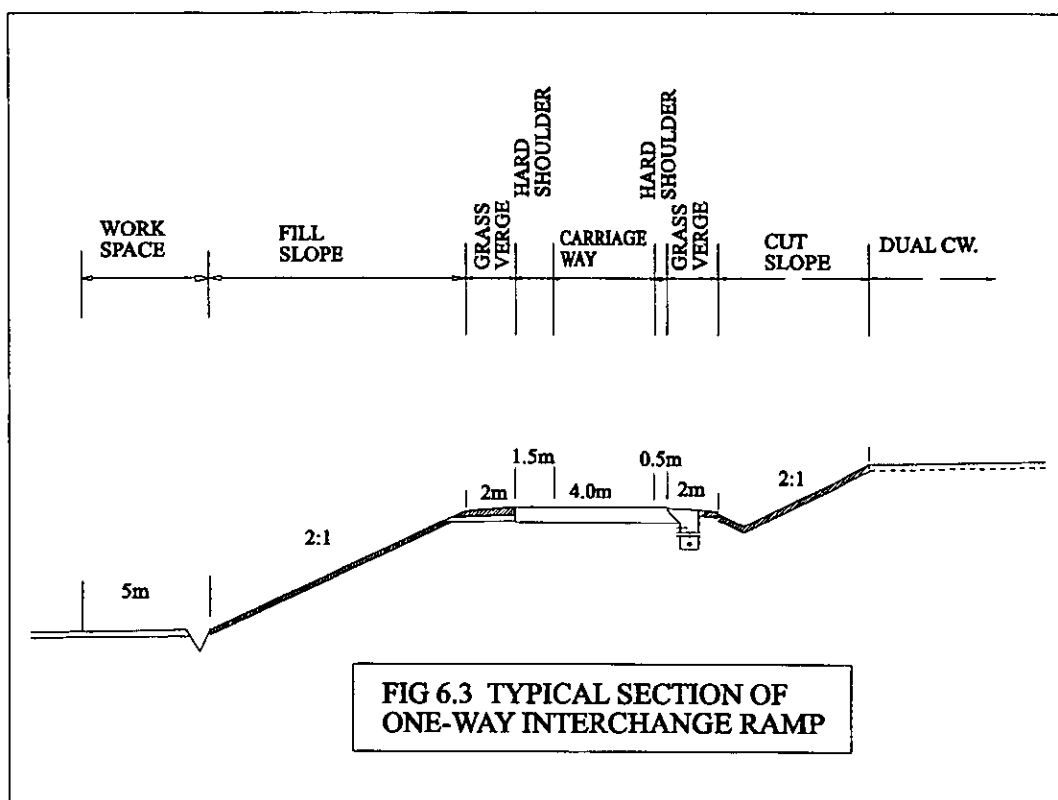 WORK
SPACE
FILL
SLOPE
GRASS
VERGE
HARD
SHOULDER
CARRIAGE
WAY
HARD
SHOULDER
GRASS
VERGE
CUT
SLOPE
DUAL CW.
1.5m
0.5m
2m
4.0m
2m
2:1
2:1
5m
FIG 6.3 TYPICAL SECTION OF
ONE-WAY INTERCHANGE RAMP